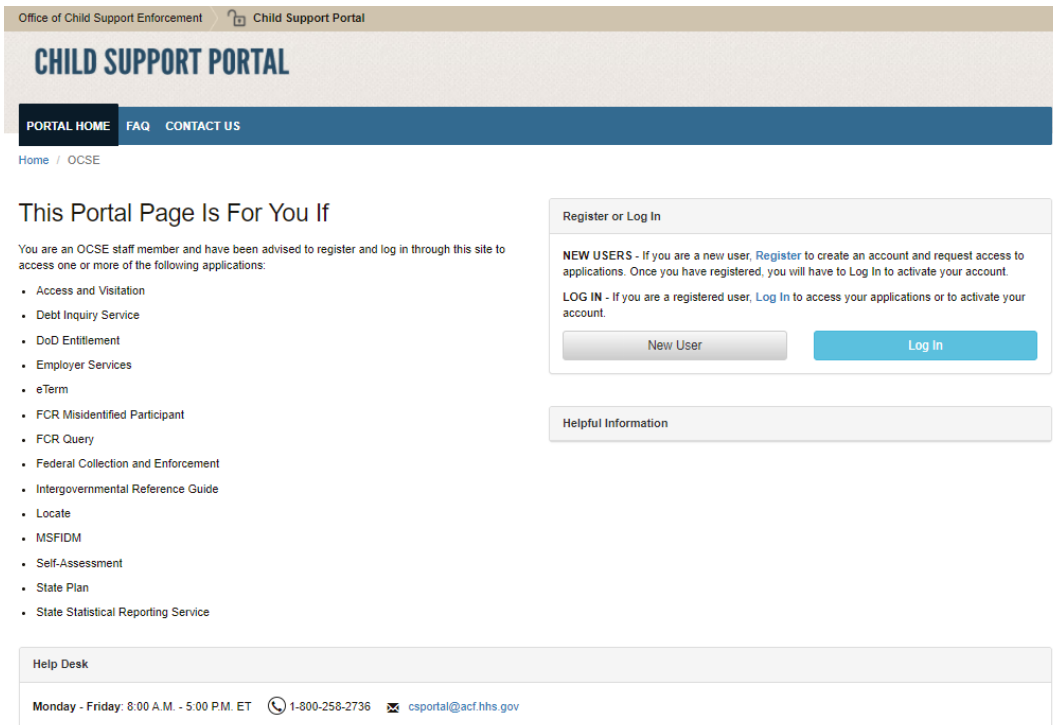 Office of Child Support Enforcement Child Support Portal
CHILD SUPPORT PORTAL
PORTAL HOME FAQ CONTACT US
Home / OCSE
This Portal Page Is For You If
You are an OCSE staff member and have been advised to register and log in through this site to
access one or more of the following applications:
• Access and Visitation
• Debt Inquiry Service
• DoD Entitlement
• Employer Services
• eTerm
• FCR Misidentified Participant
• FCR Query
• Federal Collection and Enforcement
• Intergovernmental Reference Guide
• Locate
• MSFIDM
• Self-Assessment
• State Plan
• State Statistical Reporting Service
Register or Log In
NEW USERS - If you are a new user, Register to create an account and request access to
applications. Once you have registered, you will have to Log In to activate your account.
LOG IN - If you are a registered user, Log In to access your applications or to activate your
account.
New User Log In
Helpful Information
Help Desk
Monday - Friday: 8:00 A.M. - 5:00 P.M. ET 1-800-258-2736 csportal@acf.hhs.gov